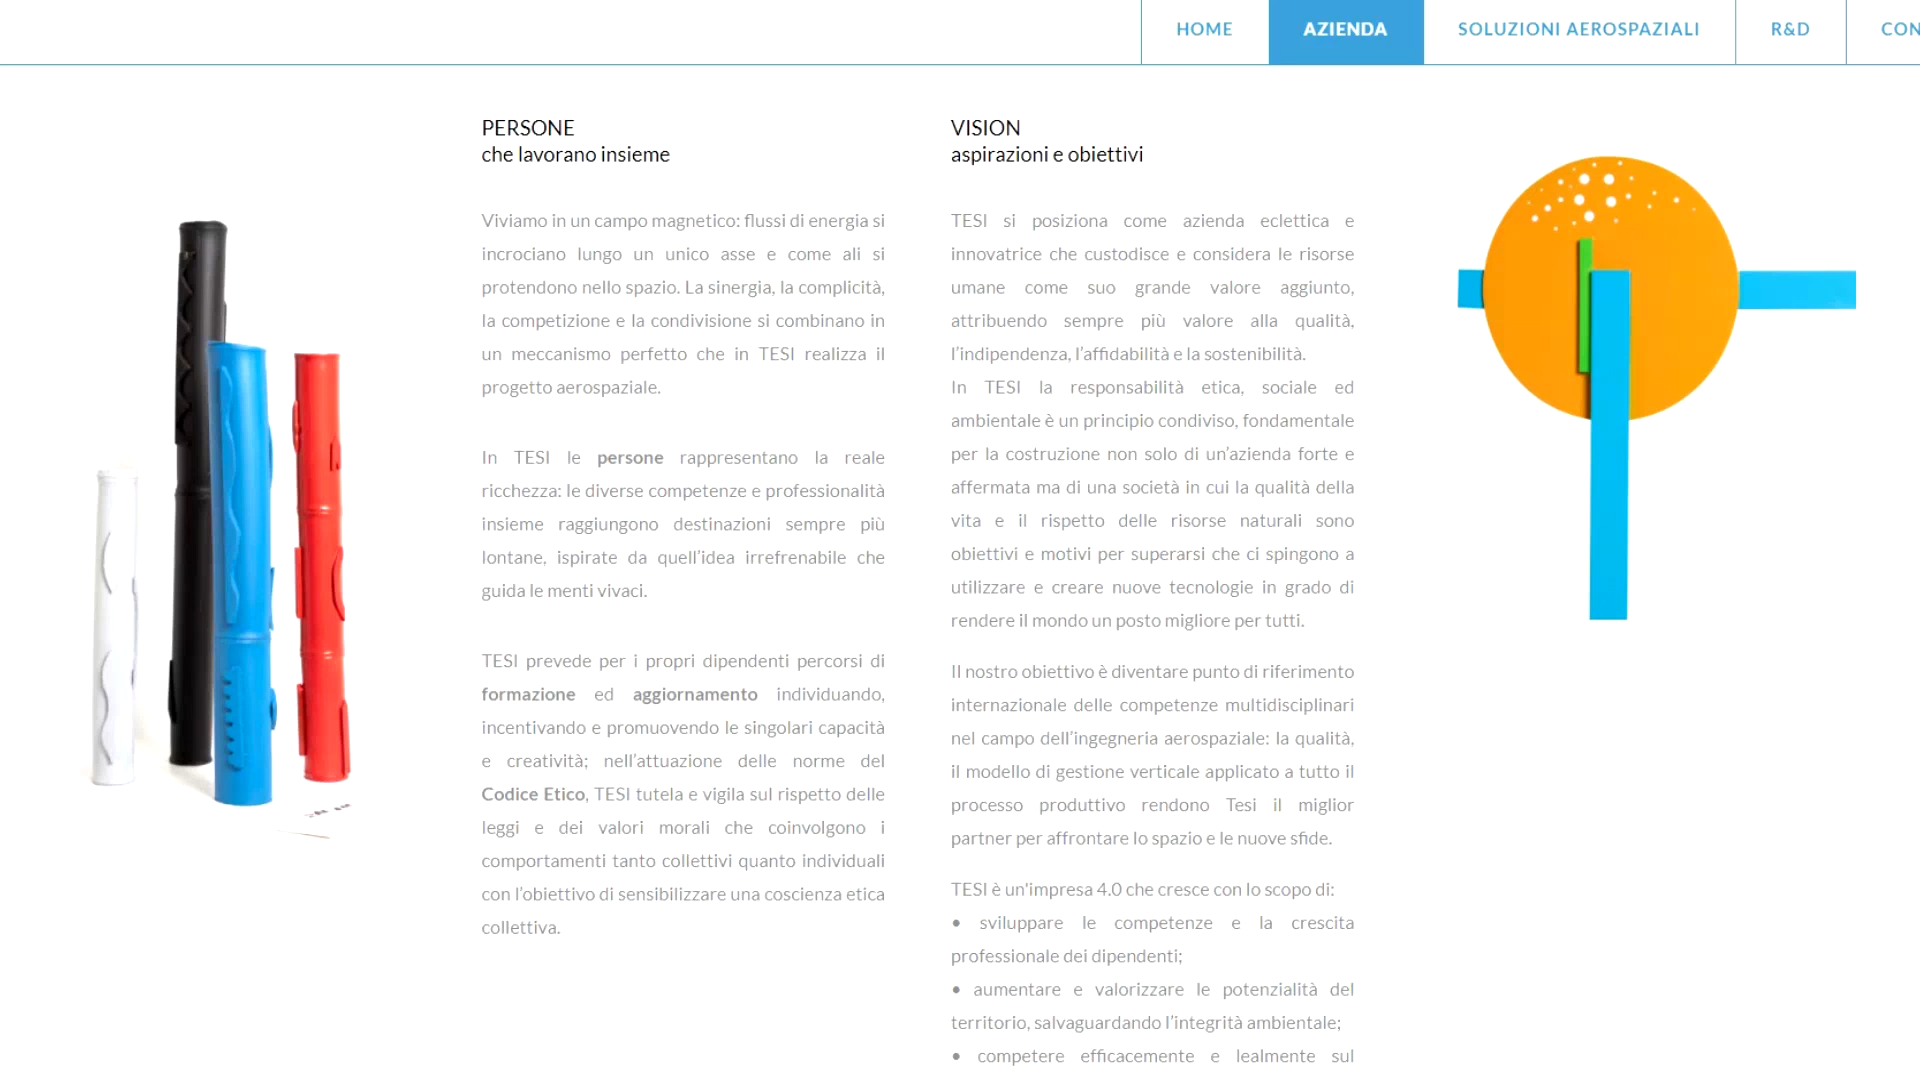 HOME
AZIENDA
SOLUZIONI AEROSPAZIALI
R&D
CON
PERSONE
che lavorano insieme
Viviamo in un campo magnetico: flussi di energia si
incrociano lungo un unico asse e come ali si
protendono nello spazio. La sinergia, la complicità,
la competizione e la condivisione si combinano in
un meccanismo perfetto che in TESI realizza il
progetto aerospaziale.
In TESI le persone rappresentano la reale
ricchezza: le diverse competenze e professionalità
insieme raggiungono destinazioni sempre più
lontane, ispirate da quell’idea irrefrenabile che
guida le menti vivaci.
TESI prevede per i propri dipendenti percorsi di
formazione ed aggiornamento individuando,
incentivando e promuovendo le singolari capacità
e creatività; nell’attuazione delle norme del
Codice Etico, TESI tutela e vigila sul rispetto delle
leggi e dei valori morali che coinvolgono i
comportamenti tanto collettivi quanto individuali
con l’obiettivo di sensibilizzare una coscienza etica
collettiva.
VISION
aspirazioni e obiettivi
TESI si posiziona come azienda eclettica e
innovatrice che custodisce e considera le risorse
umane come suo grande valore aggiunto,
attribuendo sempre più valore alla qualità,
l’indipendenza, l’affidabilità e la sostenibilità.
In TESI la responsabilità etica, sociale ed
ambientale è un principio condiviso, fondamentale
per la costruzione non solo di un’azienda forte e
affermata ma di una società in cui la qualità della
vita e il rispetto delle risorse naturali sono
obiettivi e motivi per superarsi che ci spingono a
utilizzare e creare nuove tecnologie in grado di
rendere il mondo un posto migliore per tutti.
Il nostro obiettivo è diventare punto di riferimento
internazionale delle competenze multidisciplinari
nel campo dell’ingegneria aerospaziale: la qualità,
il modello di gestione verticale applicato a tutto il
processo produttivo rendono Tesi il miglior
partner per affrontare lo spazio e le nuove sfide.
TESI è un'impresa 4.0 che cresce con lo scopo di:
• sviluppare le competenze e la crescita
professionale dei dipendenti;
• aumentare e valorizzare le potenzialità del
territorio, salvaguardando l’integrità ambientale;
• competere efficacemente e lealmente sul